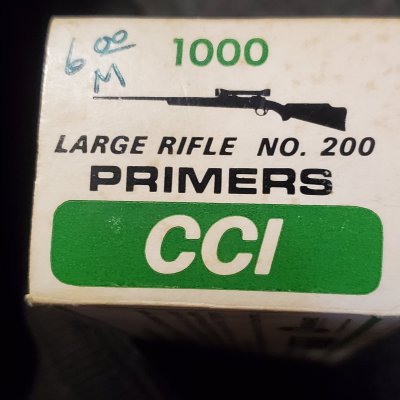 6 00
M
1000
LARGE RIFLE NO. 200
PRIMERS
CCI